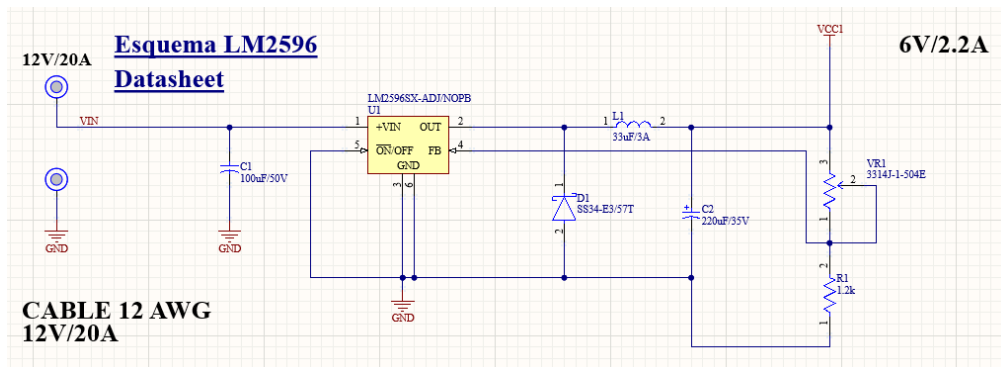 Esquema LM2596
Datasheet
12V/20A
VIN
GND
C1
100uF/50V
GND
LM2596SX-ADJ/NOPB
U1
1 +VIN OUT 2
5 ON/OFF FB 4
GND
3 6
GND
1
D1
SS34-E3/57T
2
L1
1 2
33uF/3A
C2
220uF/35V
+
VCC1
6V/2.2A
3
VR1
2 3314J-1-504E
1
2
R1
1.2k
1
CABLE 12 AWG
12V/20A